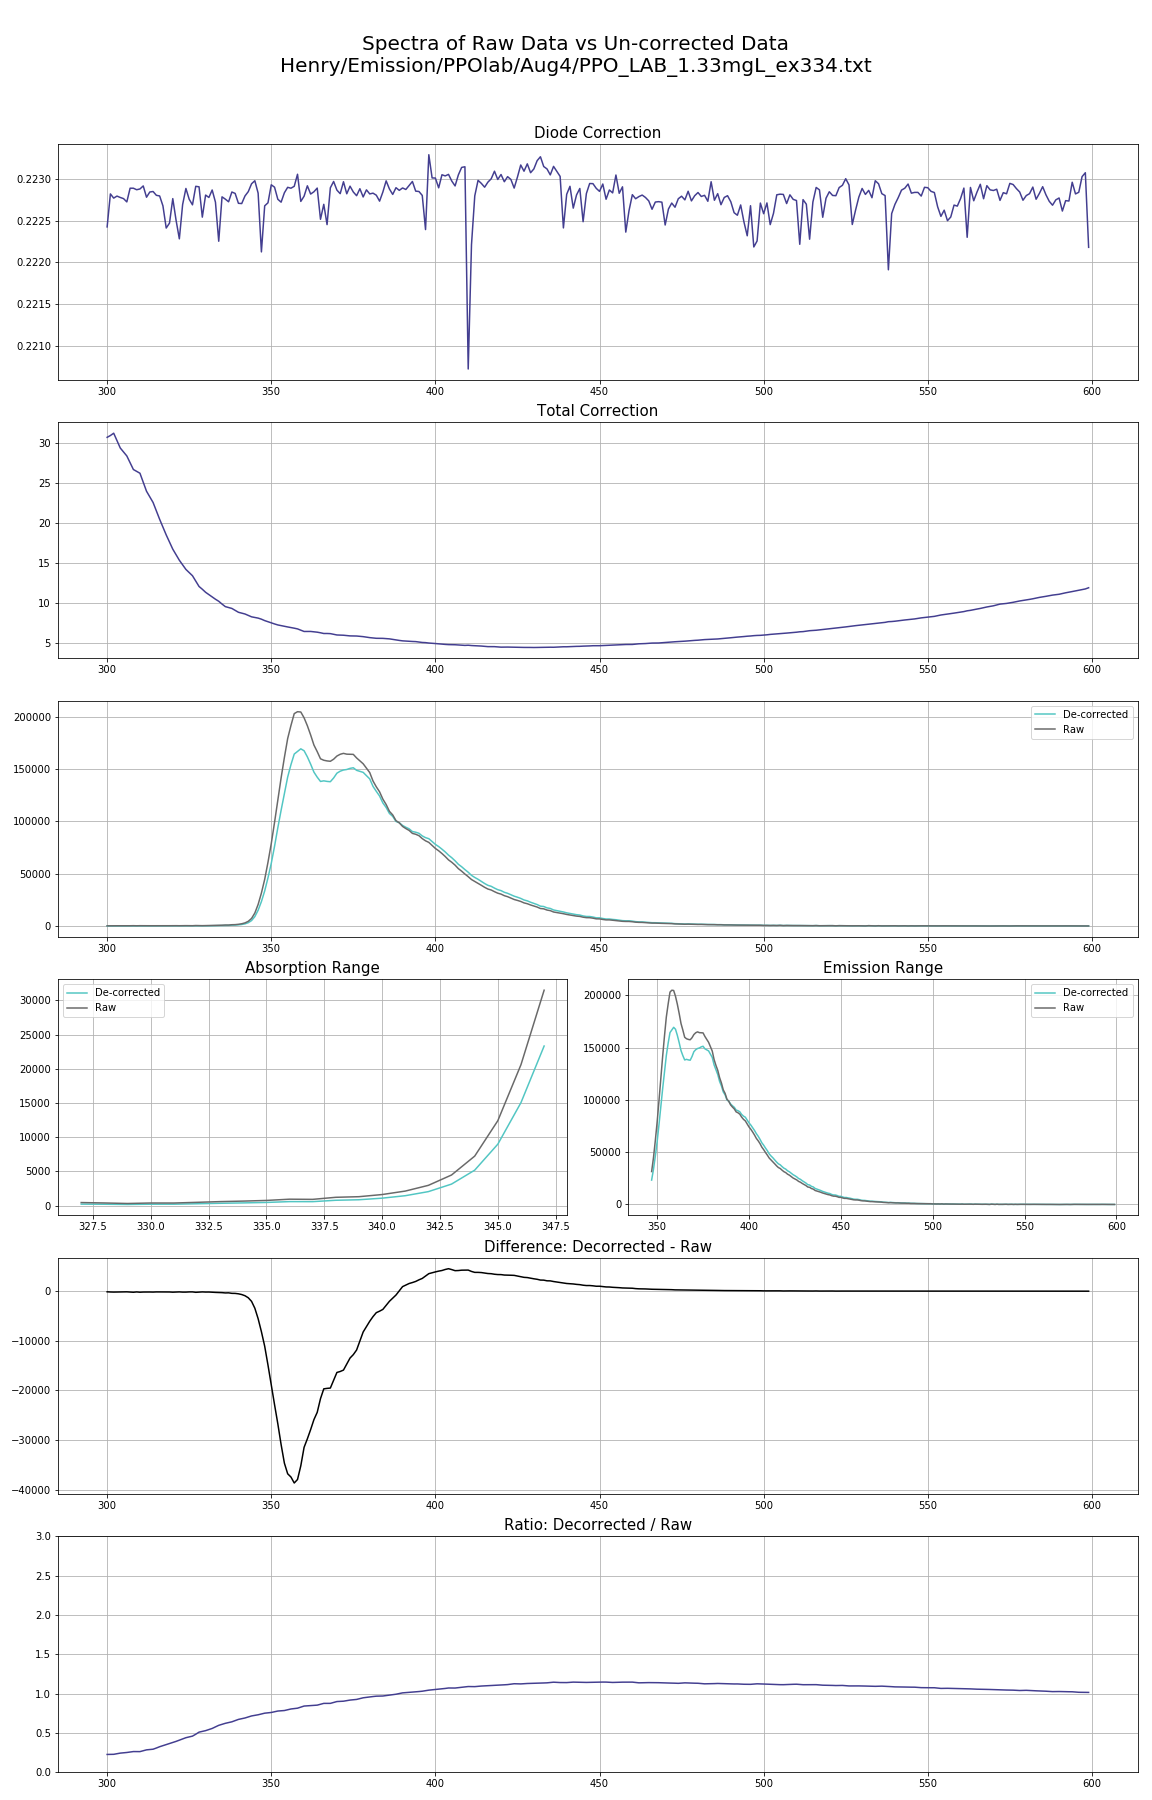 Spectra of Raw Data vs Un-corrected Data
Henry/Emission/PPOlab/Aug4/PPO_LAB_1.33mgL_ex334.txt
Diode Correction
0.2230
0.2225
0.2220
0.2215
0.2210
300 350 400 450 500 550 600
Total Correction
30
25
20
15
10
5
300 350 400 450 500 550 600
De-corrected
Raw
200000
150000
100000
50000
0
300 350 400 450 500 550 600
Absorption Range
De-corrected
Raw
30000
25000
20000
15000
10000
5000
0
327.5 330.0 332.5 335.0 337.5 340.0 342.5 345.0 347.5
Emission Range
De-corrected
Raw
200000
150000
100000
50000
0
350 400 450 500 550 600
Difference: Decorrected - Raw
0
−10000
−20000
−30000
−40000
300 350 400 450 500 550 600
Ratio: Decorrected / Raw
3.0
2.5
2.0
1.5
1.0
0.5
0.0
300 350 400 450 500 550 600